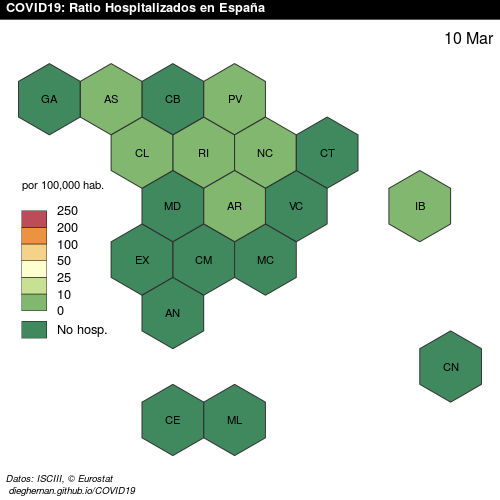 COVID19: Ratio Hospitalizados en España
10 Mar
GA AS CB PV
CL RI NC CT
MD AR VC IB
EX CM MC
AN
CN
CE ML
por 100,000 hab.
250
200
100
50
25
10
0
No hosp.
Datos: ISCIII, © Eurostat
dieghernan.github.io/COVID19